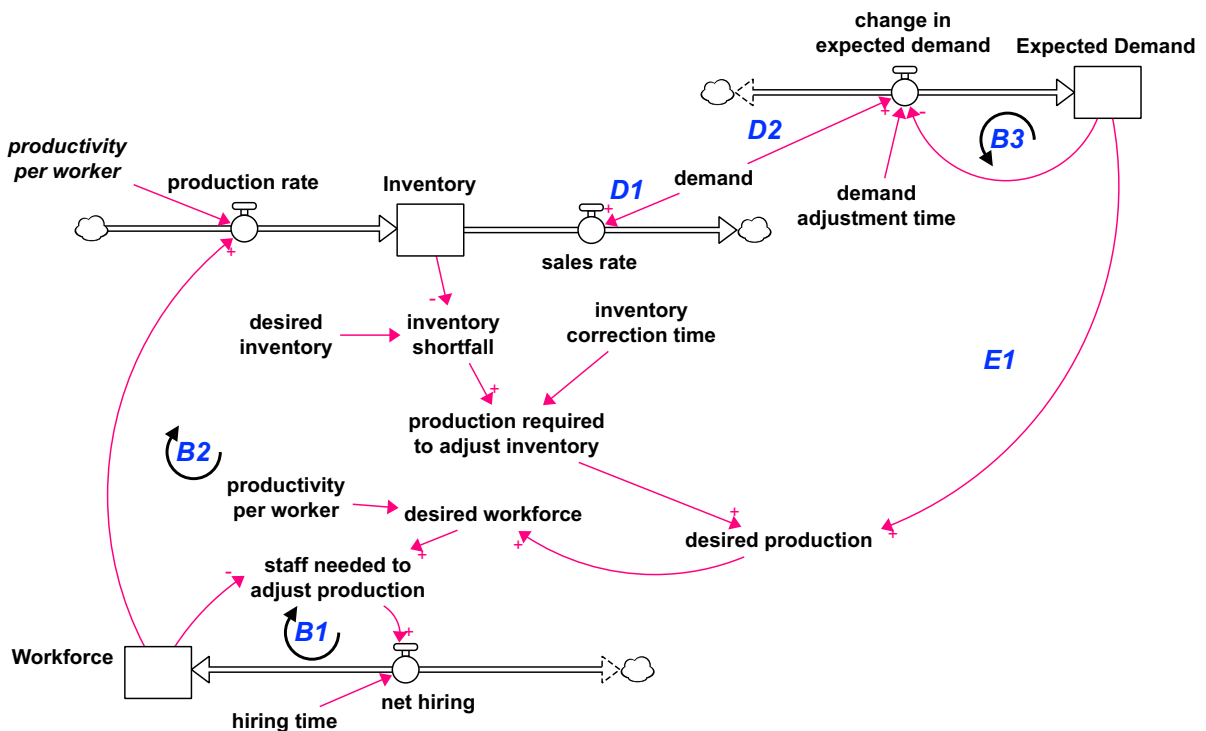 change in
expected demand
Expected Demand
D2
B3
productivity
per worker
production rate
Inventory
D1
demand
demand
adjustment time
+
-
+
+
sales rate
-
desired
inventory
inventory
shortfall
inventory
correction time
E1
+
production required
to adjust inventory
B2
productivity
per worker
desired workforce
+
+
+
+
desired production
staff needed to
adjust production
-
B1
+
Workforce
net hiring
hiring time